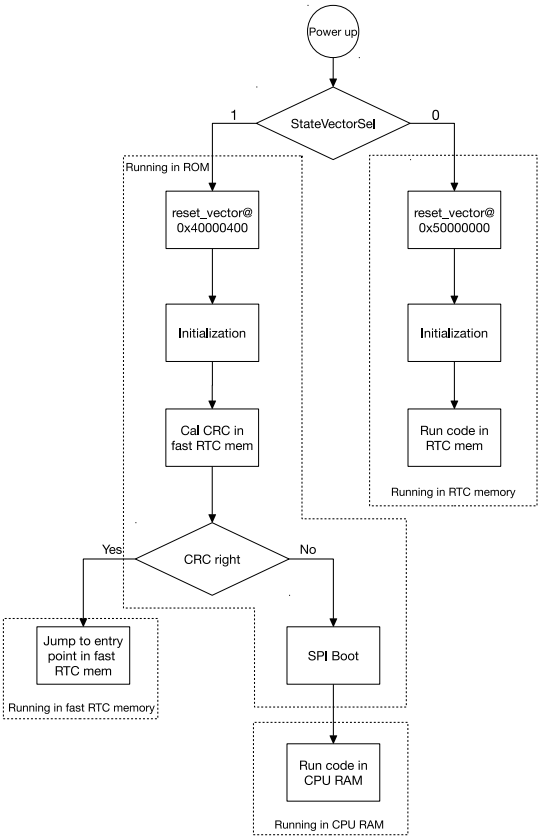 Power up
StateVectorSel
1
0
Running in ROM
reset_vector@
0x40000400
reset_vector@
0x50000000
Initialization
Initialization
Cal CRC in
fast RTC mem
Run code in
RTC mem
Running in RTC memory
CRC right
Yes
No
Jump to entry
point in fast
RTC mem
SPI Boot
Running in fast RTC memory
Run code in
CPU RAM
Running in CPU RAM